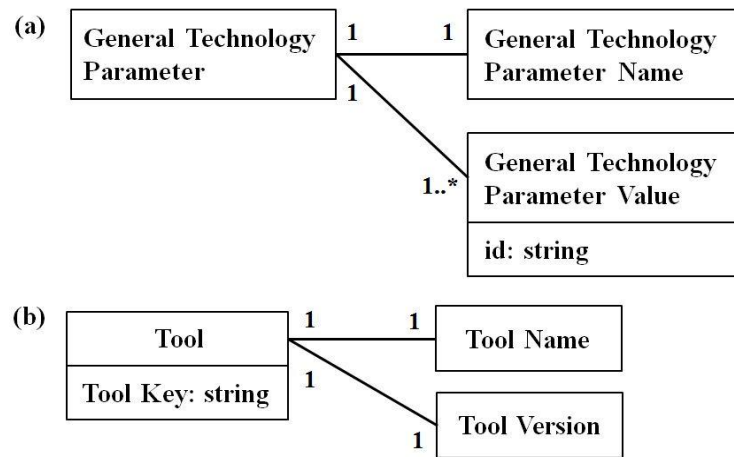 (a)
General Technology
Parameter
1
1
General Technology
Parameter Name
1
1..*
General Technology
Parameter Value
id: string
(b)
Tool
Tool Key: string
1
1
Tool Name
1
1
Tool Version